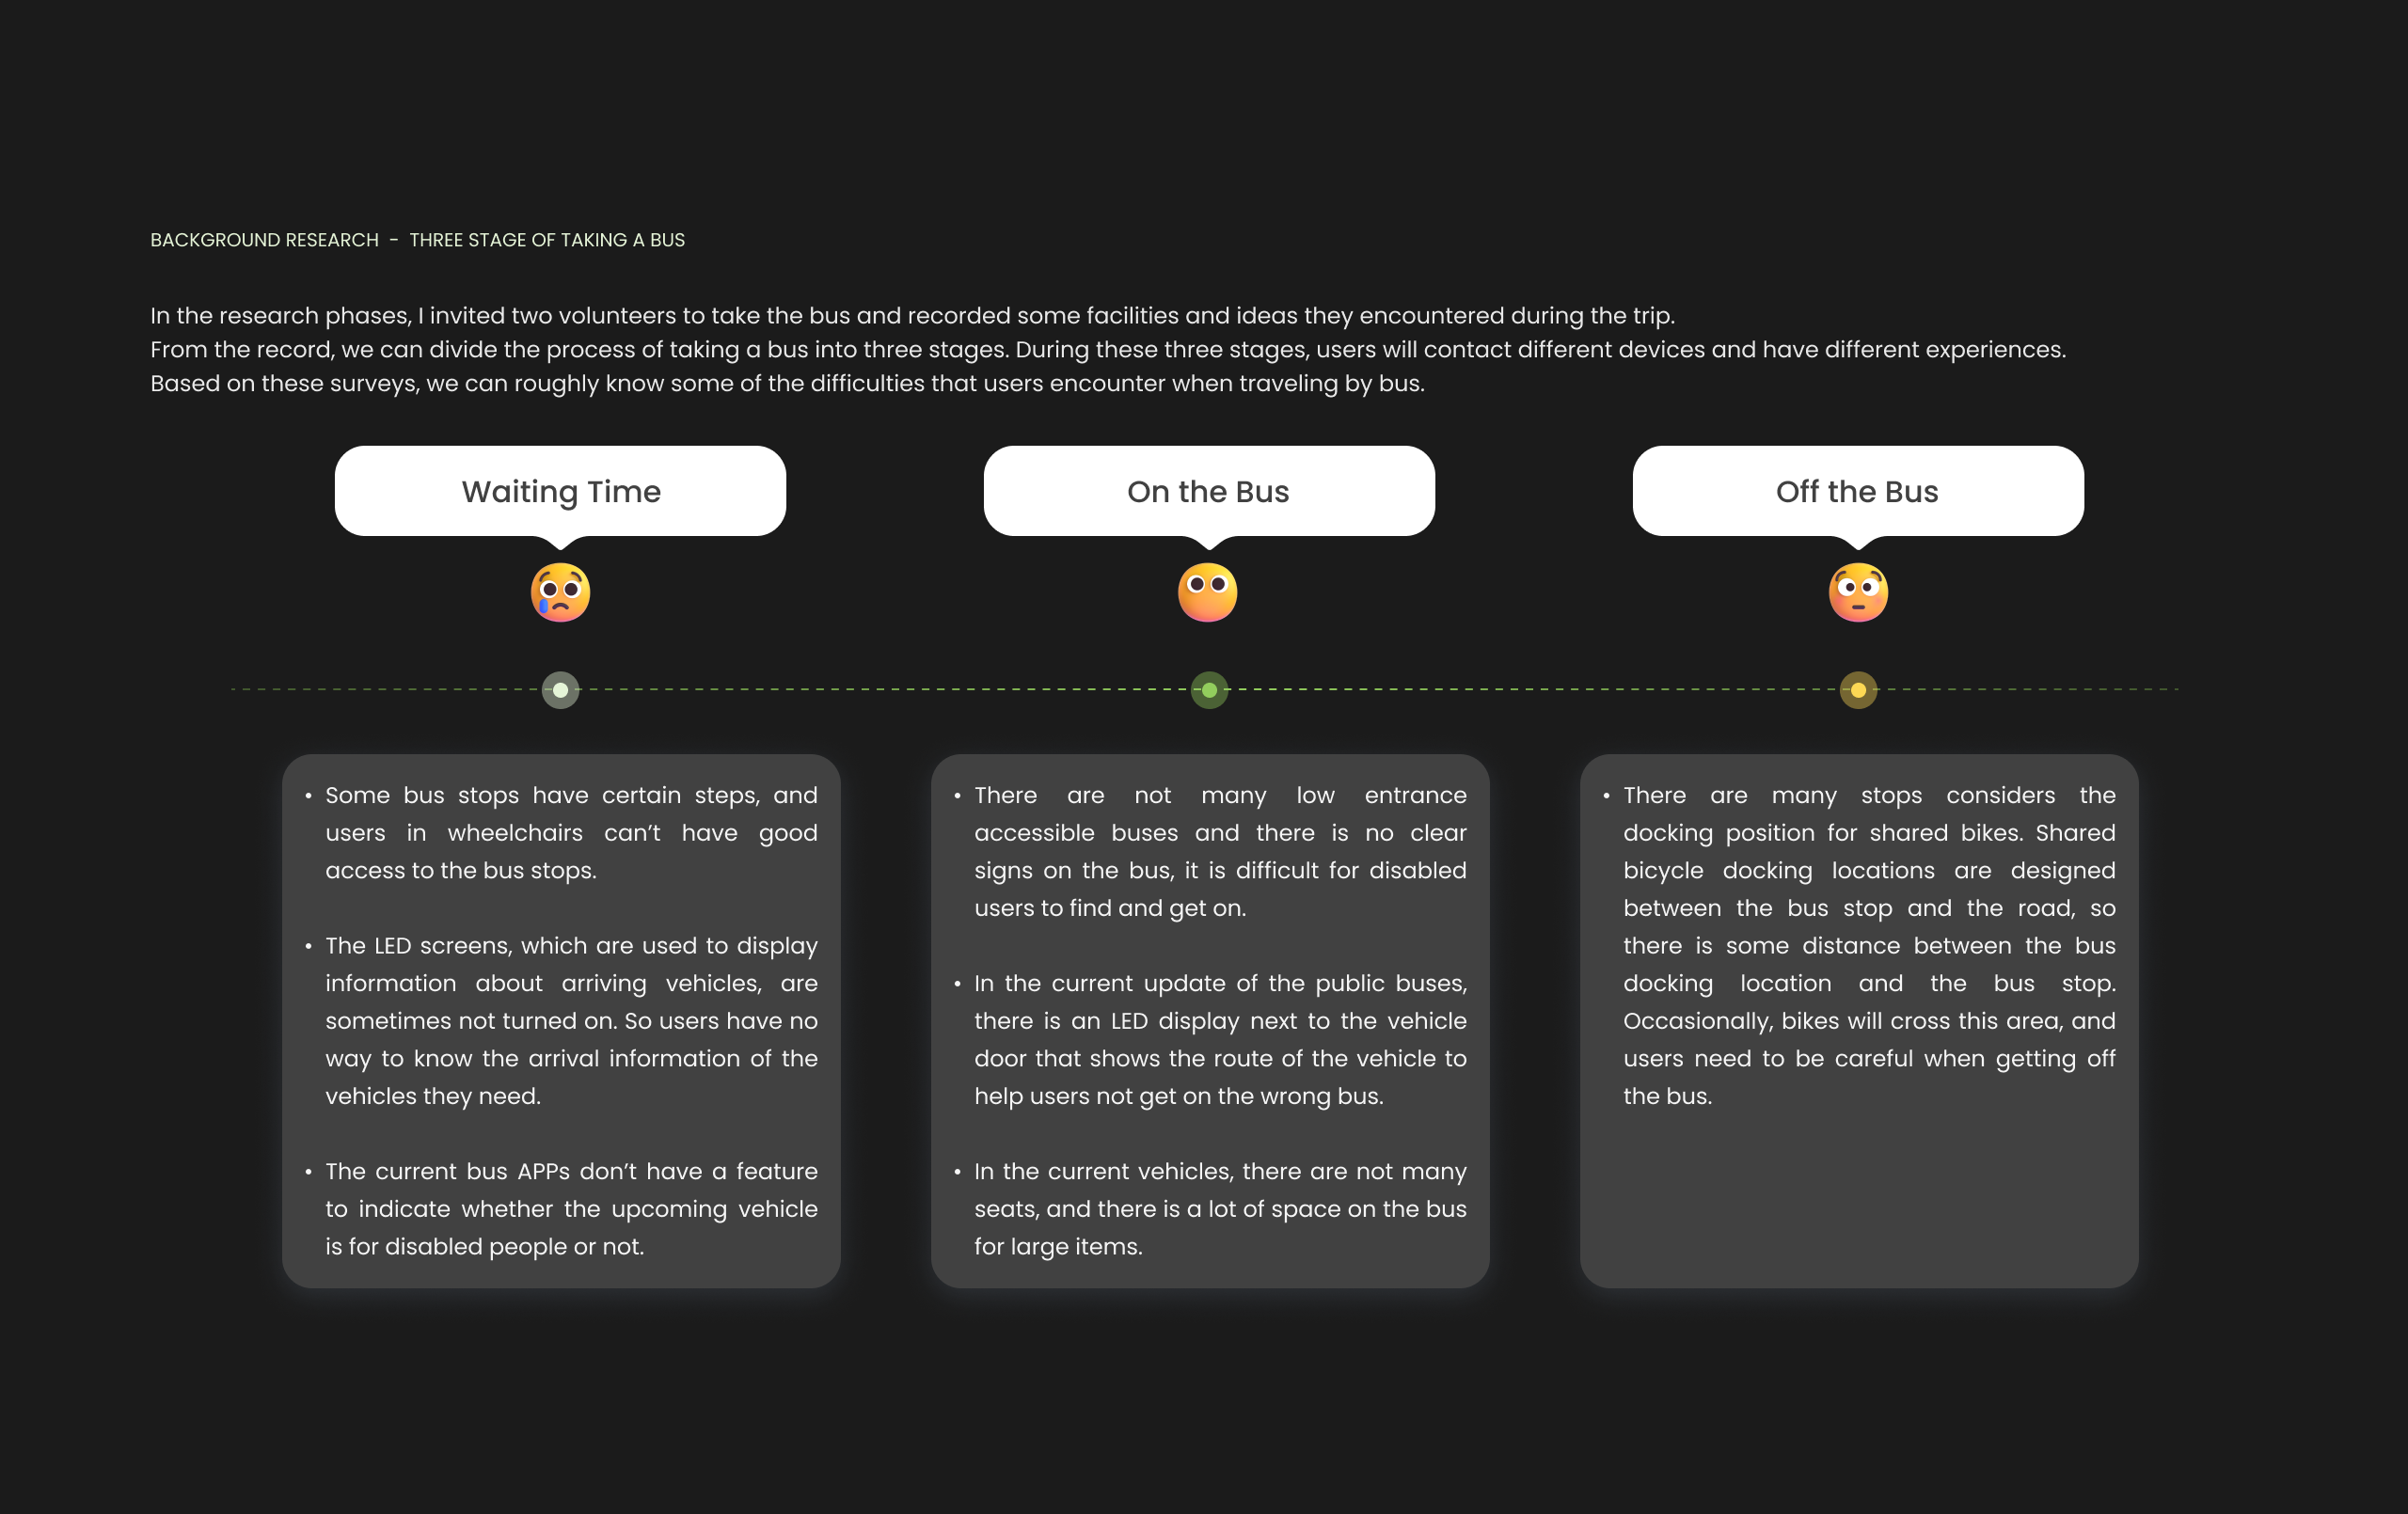 BACKGROUND RESEARCH - THREE STAGE OF TAKING A BUS
In the research phases, I invited two volunteers to take the bus and recorded some facilities and ideas they encountered during the trip.
From the record, we can divide the process of taking a bus into three stages. During these three stages, users will contact different devices and have different experiences.
Based on these surveys, we can roughly know some of the difficulties that users encounter when traveling by bus.
Waiting Time
On the Bus
Off the Bus
• Some bus stops have certain steps, and
users in wheelchairs can’t have good
access to the bus stops.
• The LED screens, which are used to display
information about arriving vehicles, are
sometimes not turned on. So users have no
way to know the arrival information of the
vehicles they need.
• The current bus APPs don’t have a feature
to indicate whether the upcoming vehicle
is for disabled people or not.
• There are not many low entrance
accessible buses and there is no clear
signs on the bus, it is difficult for disabled
users to find and get on.
• In the current update of the public buses,
there is an LED display next to the vehicle
door that shows the route of the vehicle to
help users not get on the wrong bus.
• In the current vehicles, there are not many
seats, and there is a lot of space on the bus
for large items.
• There are many stops considers the
docking position for shared bikes. Shared
bicycle docking locations are designed
between the bus stop and the road, so
there is some distance between the bus
docking location and the bus stop.
Occasionally, bikes will cross this area, and
users need to be careful when getting off
the bus.